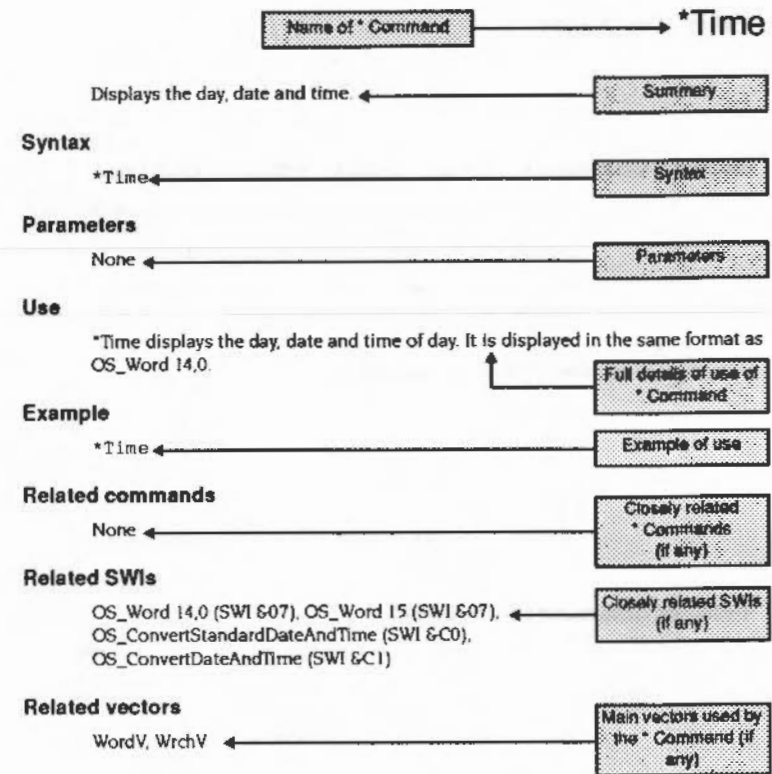 Name of * Command
*Time
Displays the day, date and time.
Summary
Syntax
*Time
Syntax
Parameters
None
Parameters
Use
*Time displays the day, date and time of day. It is displayed in the same format as
OS_Word 14,0.
Full details of use of
* Command
Example
*Time
Example of use
Related commands
None
Closely related
* Commands
(if any)
Related SWIs
OS_Word 14,0 (SWI &07), OS_Word 15 (SWI &07),
OS_ConvertStandardDateAndTime (SWI &C0),
OS_ConvertDateAndTime (SWI &C1)
Closely related SWIs
(if any)
Related vectors
WordV, WrchV
Main vectors used by
the * Command (if
any)